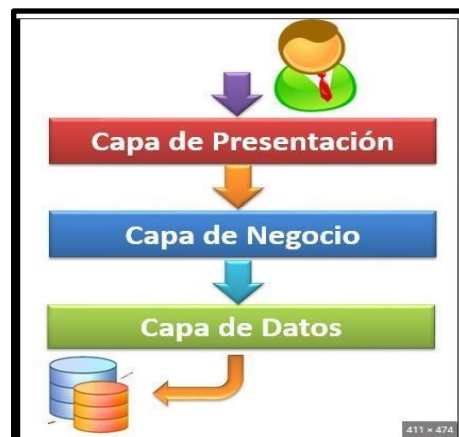 Capa de Presentación
Capa de Negocio
Capa de Datos
411 × 474